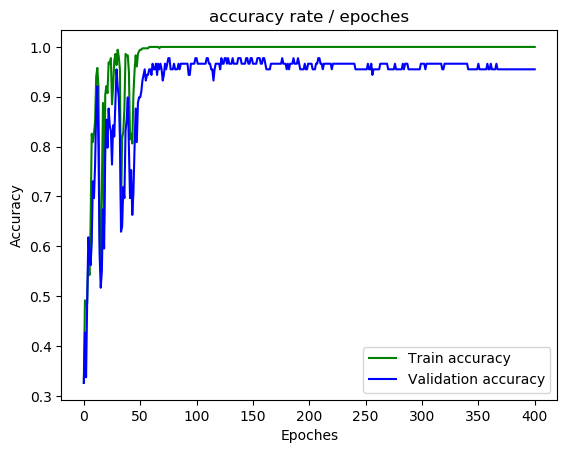 accuracy rate / epoches
1.0
0.9
0.8
0.7
0.6
0.5
0.4
0.3
Accuracy
Train accuracy
Validation accuracy
0 50 100 150 200 250 300 350 400
Epoches